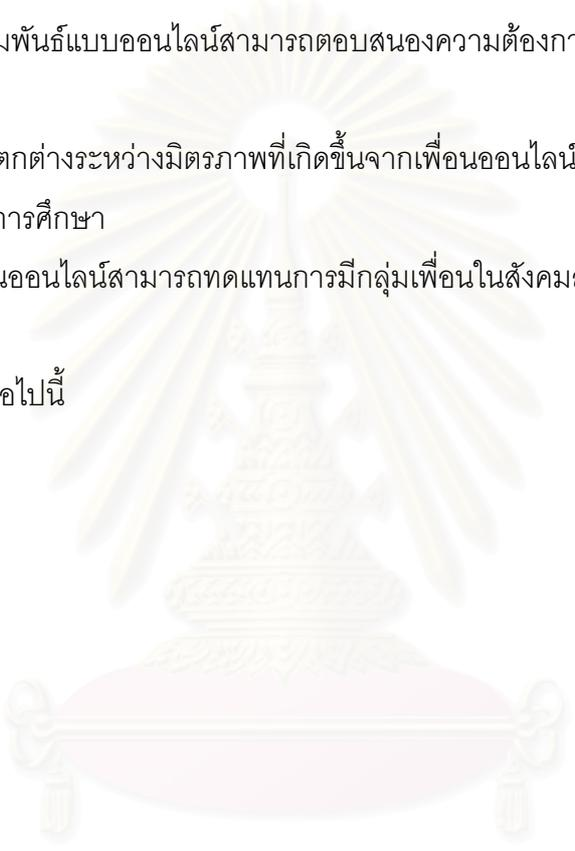 มพันธ์แบบออนไลน์สามารถตอบสนองความต้องกา
ตกต่างระหว่างมิตรภาพที่เกิดขึ้นจากเพื่อนออนไลน์
การศึกษา
นออนไลน์สามารถทดแทนการมีกลุ่มเพื่อนในสังคม
อไปนี้